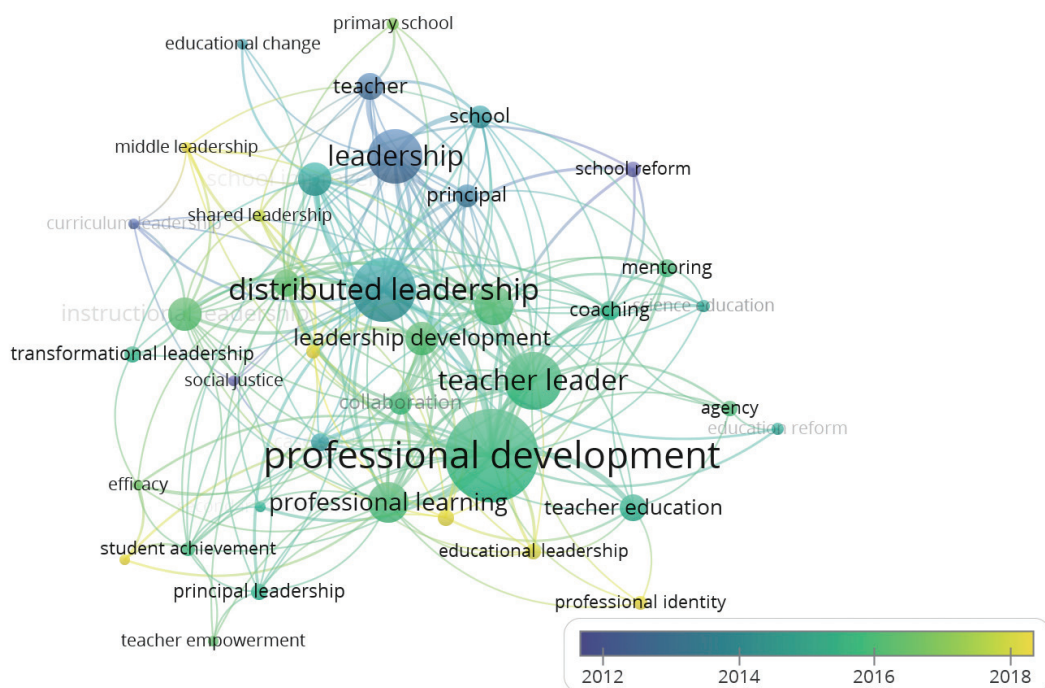 primary school
educational change
teacher
school
middle leadership
leadership
school reform
principal
shared leadership
curriculum leadership
mentoring
distributed leadership
science education
coaching
instructional leadership
leadership development
transformational leadership
social justice
teacher leader
collaboration
agency
education reform
professional development
efficacy
professional learning
teacher education
student achievement
educational leadership
principal leadership
professional identity
teacher empowerment
2012 2014 2016 2018